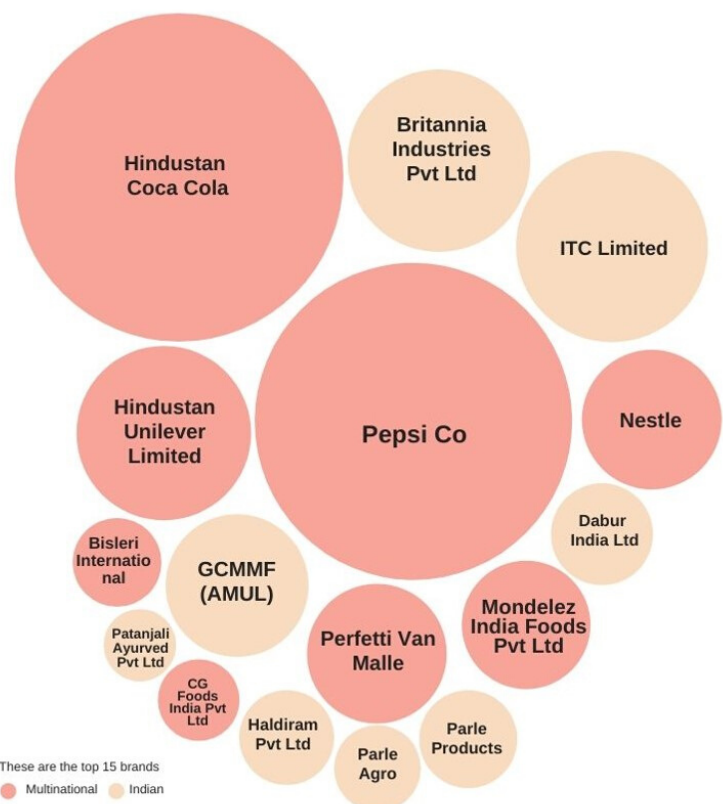 Hindustan
Coca Cola
Britannia
Industries
Pvt Ltd
ITC Limited
Hindustan
Unilever
Limited
Pepsi Co
Nestle
Dabur
India Ltd
Bisleri
Internatio
nal
GCMMF
(AMUL)
Mondelez
India Foods
Pvt Ltd
Perfetti Van
Malle
Patanjali
Ayurved
Pvt Ltd
CG
Foods
India Pvt
Ltd
Haldiram
Pvt Ltd
Parle
Agro
Parle
Products
These are the top 15 brands
Multinational
Indian